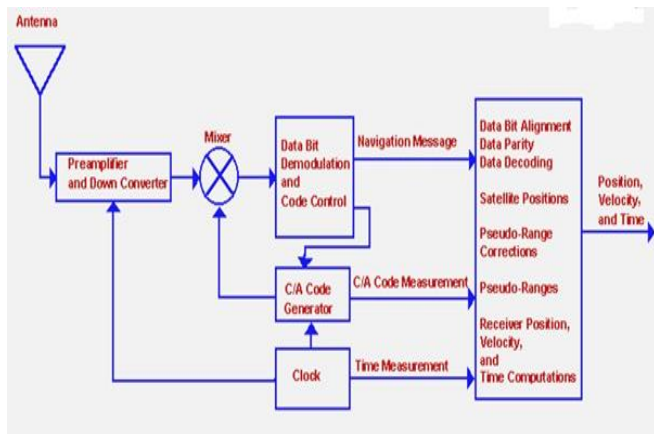 Antenna
Preamplifier
and Down Converter
Mixer
Data Bit
Demodulation
and
Code Control
Navigation Message
C/A Code
Generator
C/A Code Measurement
Clock
Time Measurement
Data Bit Alignment
Data Parity
Data Decoding
Satellite Positions
Pseudo-Range
Corrections
Pseudo-Ranges
Receiver Position,
Velocity,
and
Time Computations
Position,
Velocity,
and Time